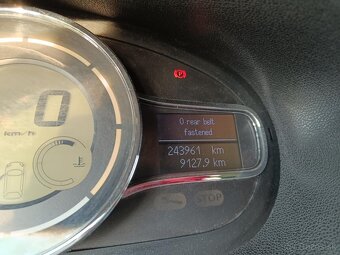 0
km/h
P
0 rear belt
fastened
243961 km
9127.9 km
STOP